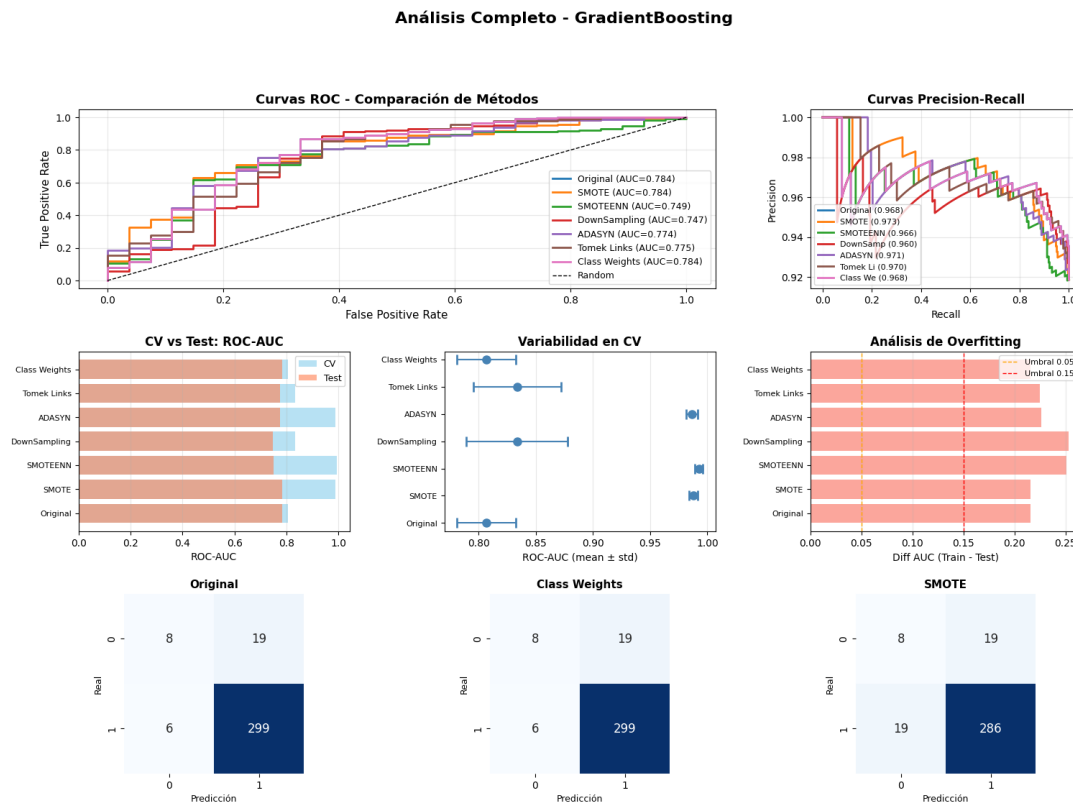 Análisis Completo - GradientBoosting
Curvas ROC - Comparación de Métodos
True Positive Rate
1.0
0.8
0.6
0.4
0.2
0.0
Original (AUC=0.784)
SMOTE (AUC=0.784)
SMOTEENN (AUC=0.749)
DownSampling (AUC=0.747)
ADASYN (AUC=0.774)
Tomek Links (AUC=0.775)
Class Weights (AUC=0.784)
Random
0.0 0.2 0.4 0.6 0.8 1.0
False Positive Rate
Curvas Precision-Recall
Precision
1.00
0.98
0.96
0.94
0.92
Original (0.968)
SMOTE (0.973)
SMOTEENN (0.966)
DownSamp (0.960)
ADASYN (0.971)
Tomek Li (0.970)
Class We (0.968)
0.0 0.2 0.4 0.6 0.8 1.0
Recall
CV vs Test: ROC-AUC
CV
Test
Class Weights
Tomek Links
ADASYN
DownSampling
SMOTEENN
SMOTE
Original
0.0 0.2 0.4 0.6 0.8 1.0
ROC-AUC
Variabilidad en CV
Class Weights
Tomek Links
ADASYN
DownSampling
SMOTEENN
SMOTE
Original
0.80 0.85 0.90 0.95 1.00
ROC-AUC (mean ± std)
Análisis de Overfitting
Umbral 0.05
Umbral 0.15
Class Weights
Tomek Links
ADASYN
DownSampling
SMOTEENN
SMOTE
Original
0.00 0.05 0.10 0.15 0.20 0.25
Diff AUC (Train - Test)
Original
Real
0
8 19
1
6 299
0 1
Predicción
Class Weights
Real
0
8 19
1
6 299
0 1
Predicción
SMOTE
Real
0
8 19
1
19 286
0 1
Predicción